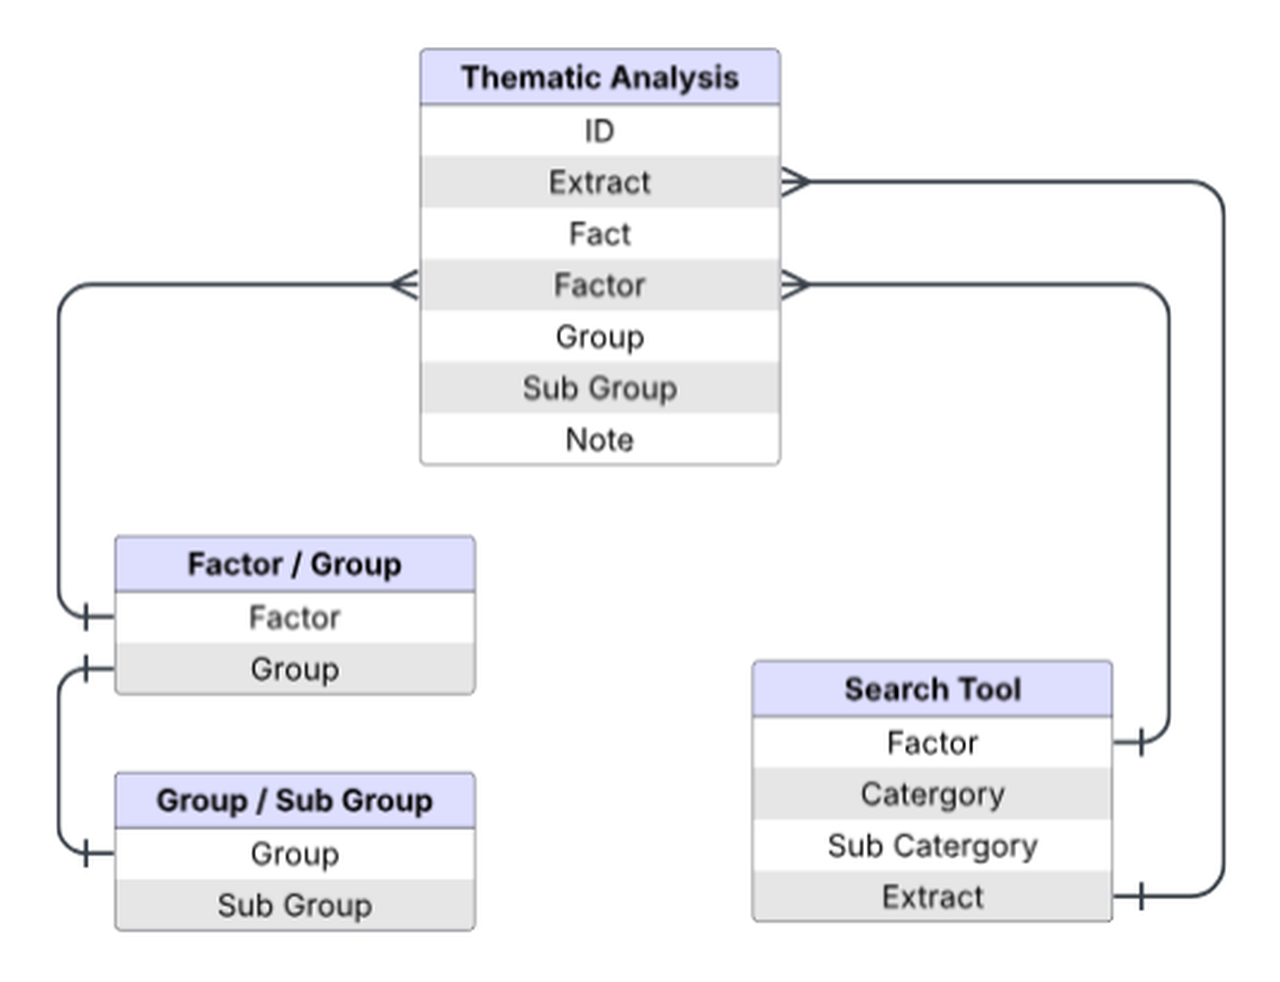 Thematic Analysis
ID
Extract
Fact
Factor
Group
Sub Group
Note
Factor / Group
Factor
Group
Group / Sub Group
Group
Sub Group
Search Tool
Factor
Catergory
Sub Catergory
Extract